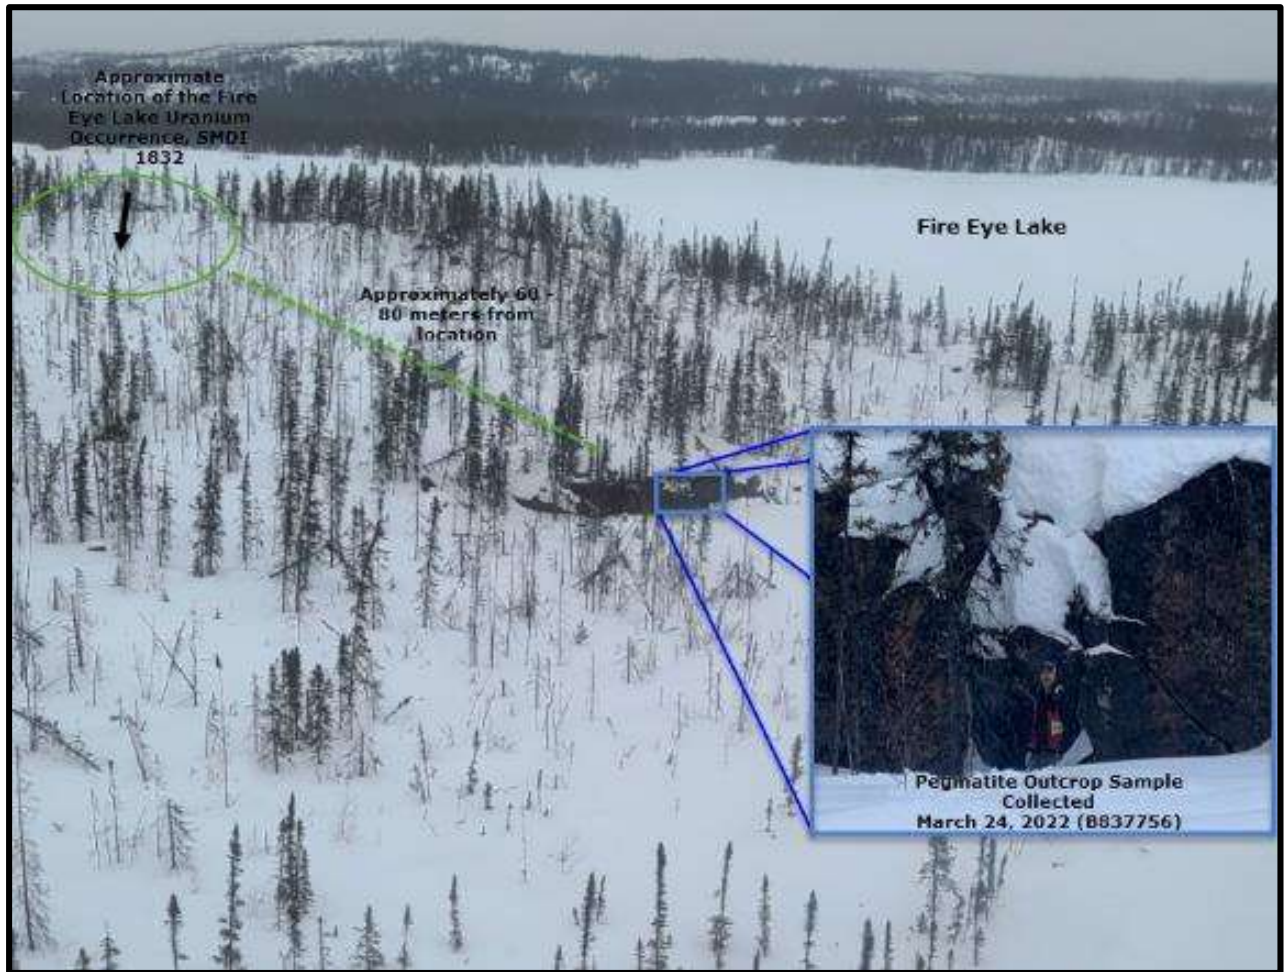 Approximate
Location of the Fire
Eye Lake Uranium
Occurrence, SMDI
1832
Fire Eye Lake
Approximately 60 -
80 meters from
location
Pegmatite Outcrop Sample
Collected
March 24, 2022 (B837756)